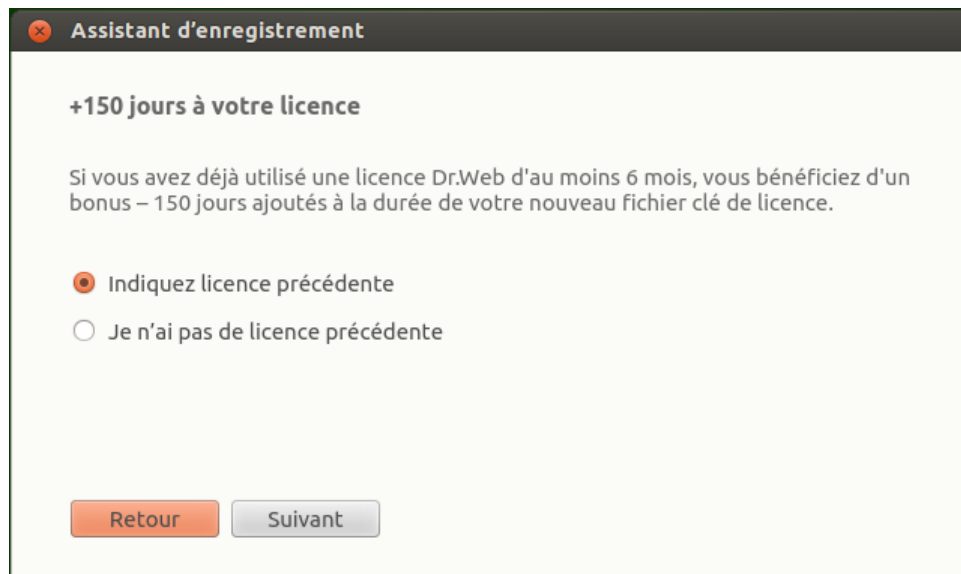 Assistant d’enregistrement
+150 jours à votre licence
Si vous avez déjà utilisé une licence Dr.Web d'au moins 6 mois, vous bénéficiez d'un
bonus – 150 jours ajoutés à la durée de votre nouveau fichier clé de licence.
Indiquez licence précédente
Je n’ai pas de licence précédente
Retour Suivant